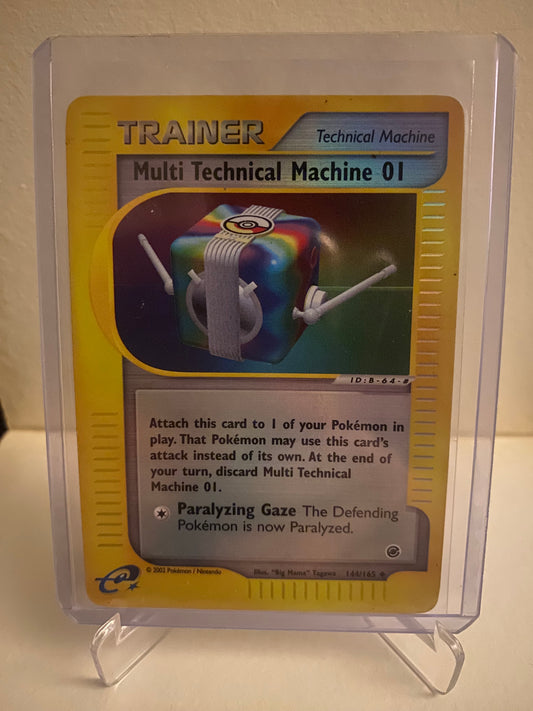 TRAINER
Technical Machine
Multi Technical Machine 01
ID:B-64-#
Attach this card to 1 of your Pokémon in
play. That Pokémon may use this card's
attack instead of its own. At the end of
your turn, discard Multi Technical
Machine 01.
Paralyzing Gaze The Defending
Pokémon is now Paralyzed.
e
© 2002 Pokémon / Nintendo
Illus. "Big Mama" Tagawa
144/165 ◆